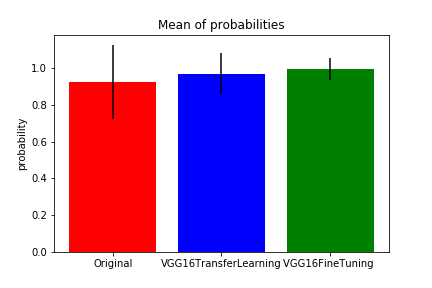 Mean of probabilities
probability
1.0
0.8
0.6
0.4
0.2
0.0
Original
VGG16TransferLearning
VGG16FineTuning